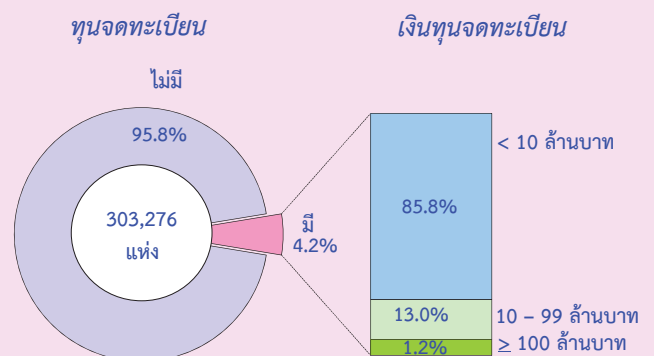 ทุนจดทะเบียน
ไม่มี
95.8%
303,276
แห่ง
มี
4.2%
เงินทุนจดทะเบียน
< 10 ล้านบาท
85.8%
13.0%
10 – 99 ล้านบาท
1.2%
≥ 100 ล้านบาท